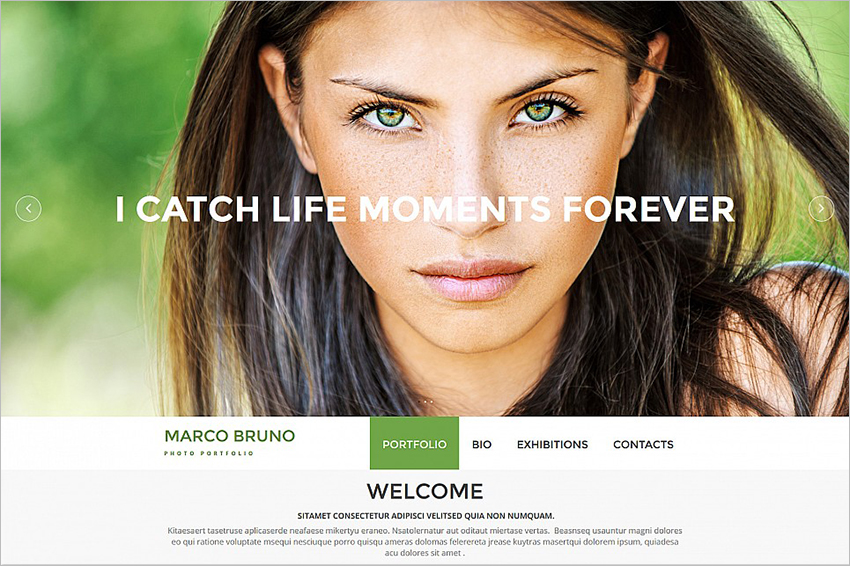 I CATCH LIFE MOMENTS FOREVER
MARCO BRUNO
PHOTO PORTFOLIO
PORTFOLIO BIO EXHIBITIONS CONTACTS
WELCOME
SITAMET CONSECTETUR ADIPISCI VELITSED QUIA NON NUMQUAM.
Kitaesaert tasetruse aplicaserde neafaese mikertyu eraneo. Nsatolernatur aut oditaut miertase vertas. Beasnseq usauntur magni dolores
eo qui ratione voluptate msequi nesciuque porro quisqu ameras dolomas felerereta jrease kuytras masertqui dolorem ipsum, quiadesa
acu dolores sit amet .